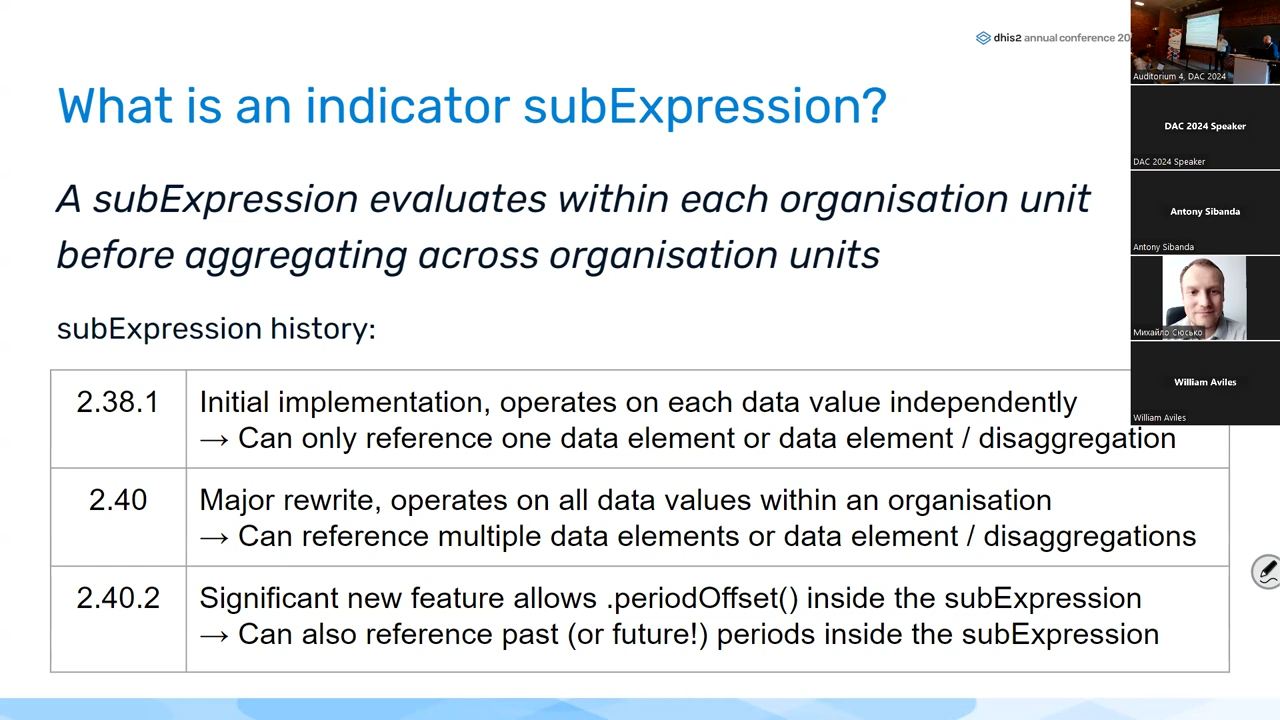 dhis2 annual conference 20
What is an indicator subExpression?
A subExpression evaluates within each organisation unit
before aggregating across organisation units
subExpression history:
2.38.1
Initial implementation, operates on each data value independently
→ Can only reference one data element or data element / disaggregation
2.40
Major rewrite, operates on all data values within an organisation
→ Can reference multiple data elements or data element / disaggregations
2.40.2
Significant new feature allows .periodOffset() inside the subExpression
→ Can also reference past (or future!) periods inside the subExpression
Auditorium 4, DAC 2024
DAC 2024 Speaker
DAC 2024 Speaker
Antony Sibanda
Antony Sibanda
Михайло Сюсько
William Aviles
William Aviles